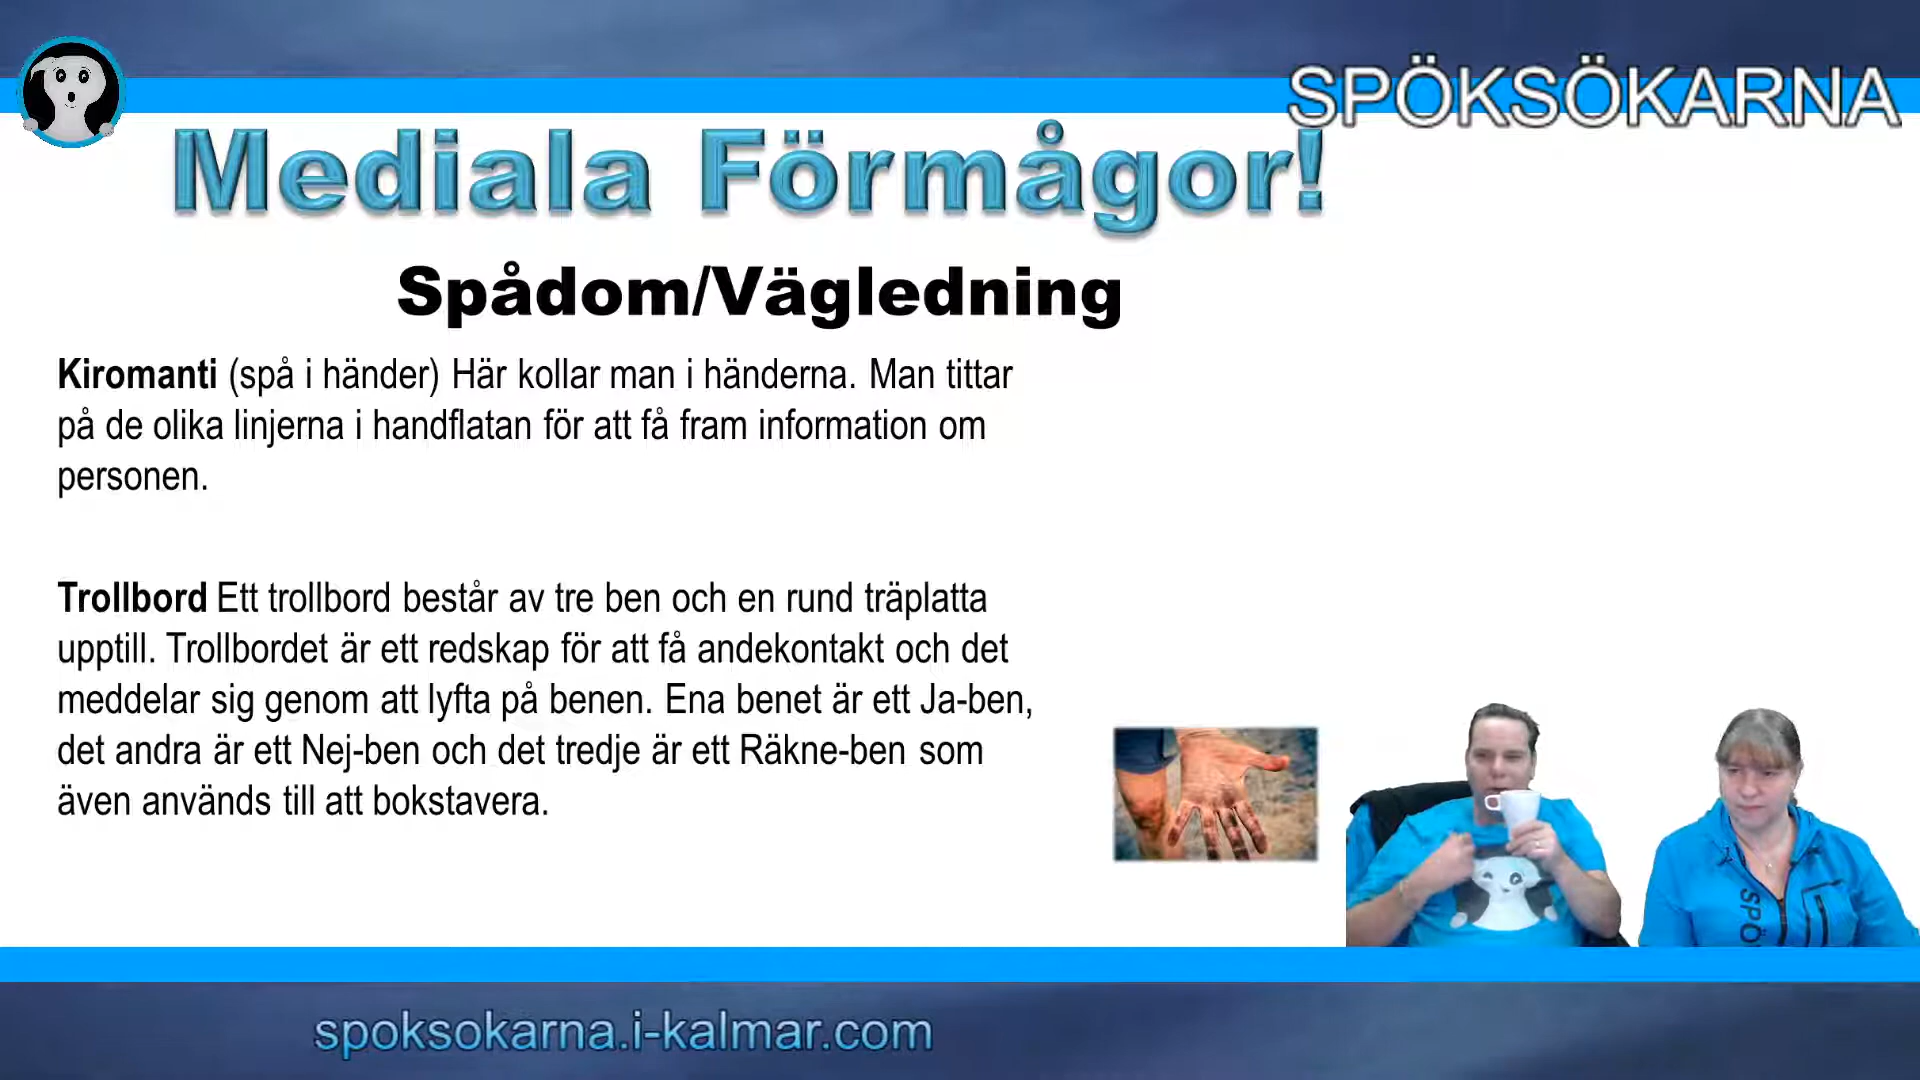 SPÖKSÖKARNA
Mediala Förmågor!
Spådom/Vägledning
Kiromanti (spå i händer) Här kollar man i händerna. Man tittar
på de olika linjerna i handflatan för att få fram information om
personen.
Trollbord Ett trollbord består av tre ben och en rund träplatta
upptill. Trollbordet är ett redskap för att få andekontakt och det
meddelar sig genom att lyfta på benen. Ena benet är ett Ja-ben,
det andra är ett Nej-ben och det tredje är ett Räkne-ben som
även används till att bokstavera.
SPÖ
spoksokarna.i-kalmar.com